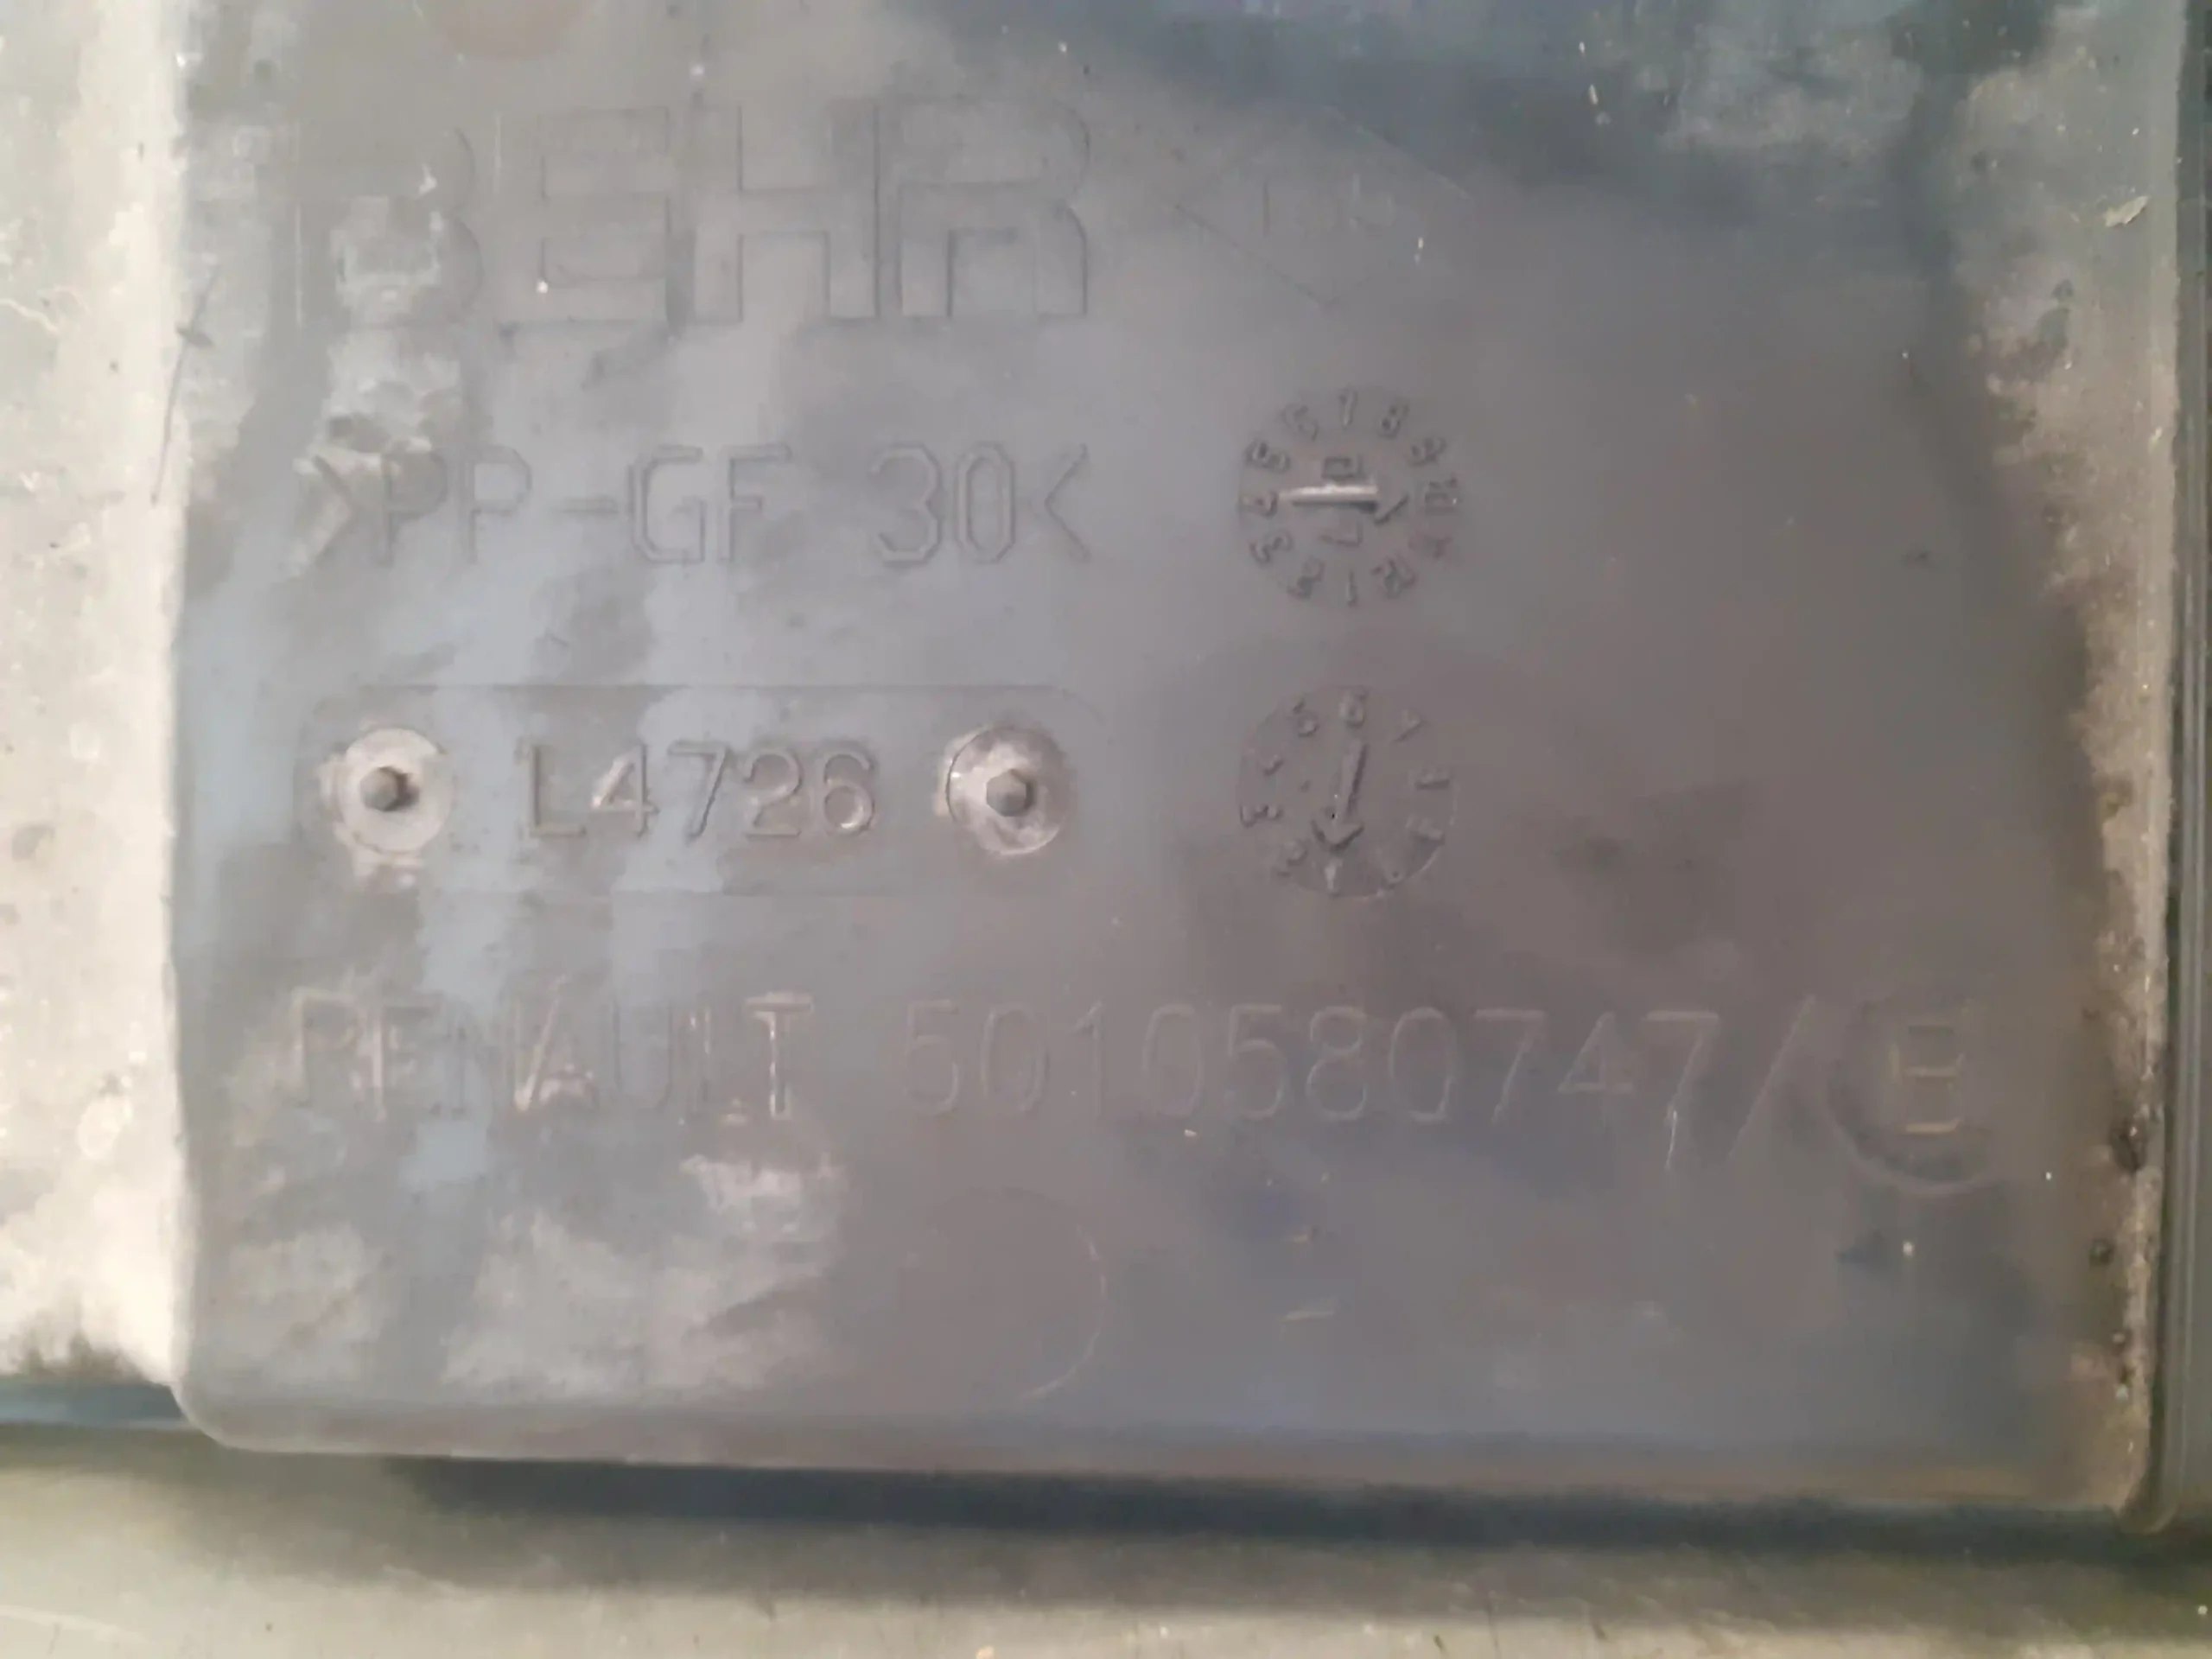 BEHR
>PP-GF 30<
L4726
RENAULT 5010580747/B